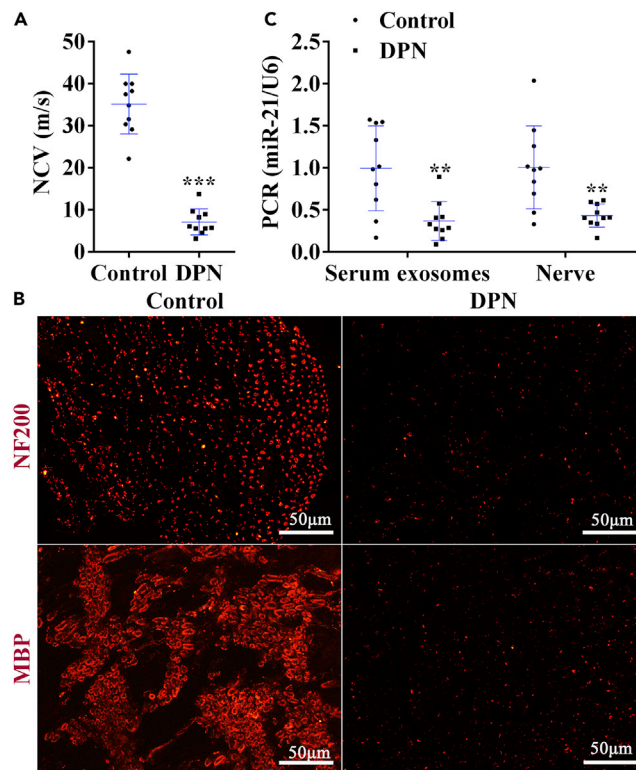 A
NCV (m/s)
50
40
30
20
10
0
***
Control DPN
C
Control
DPN
PCR (miR-21/U6)
2.5
2.0
1.5
1.0
0.5
0.0
**
**
Serum exosomes Nerve
B
Control DPN
NF200
50μm
50μm
MBP
50μm
50μm